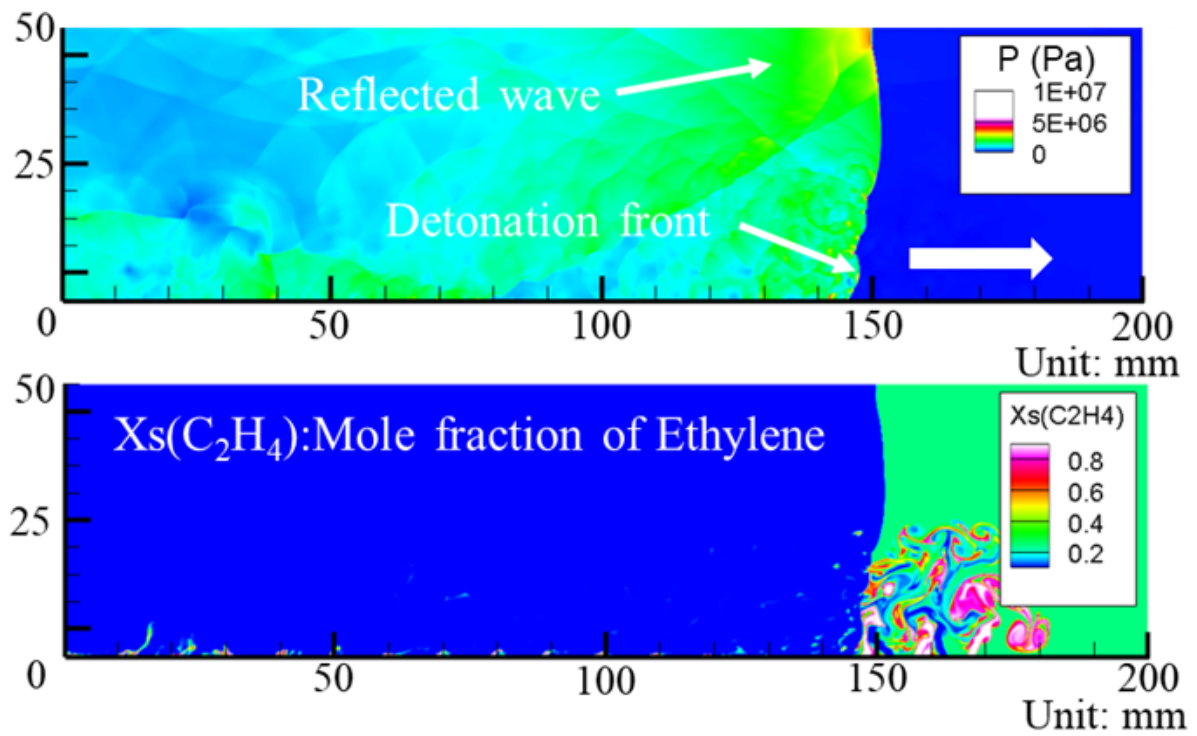 50
25
0
Reflected wave
Detonation front
P (Pa)
1E+07
5E+06
0
50
100
150
200
Unit: mm
50
25
0
Xs(C₂H₄):Mole fraction of Ethylene
Xs(C2H4)
0.8
0.6
0.4
0.2
50
100
150
200
Unit: mm